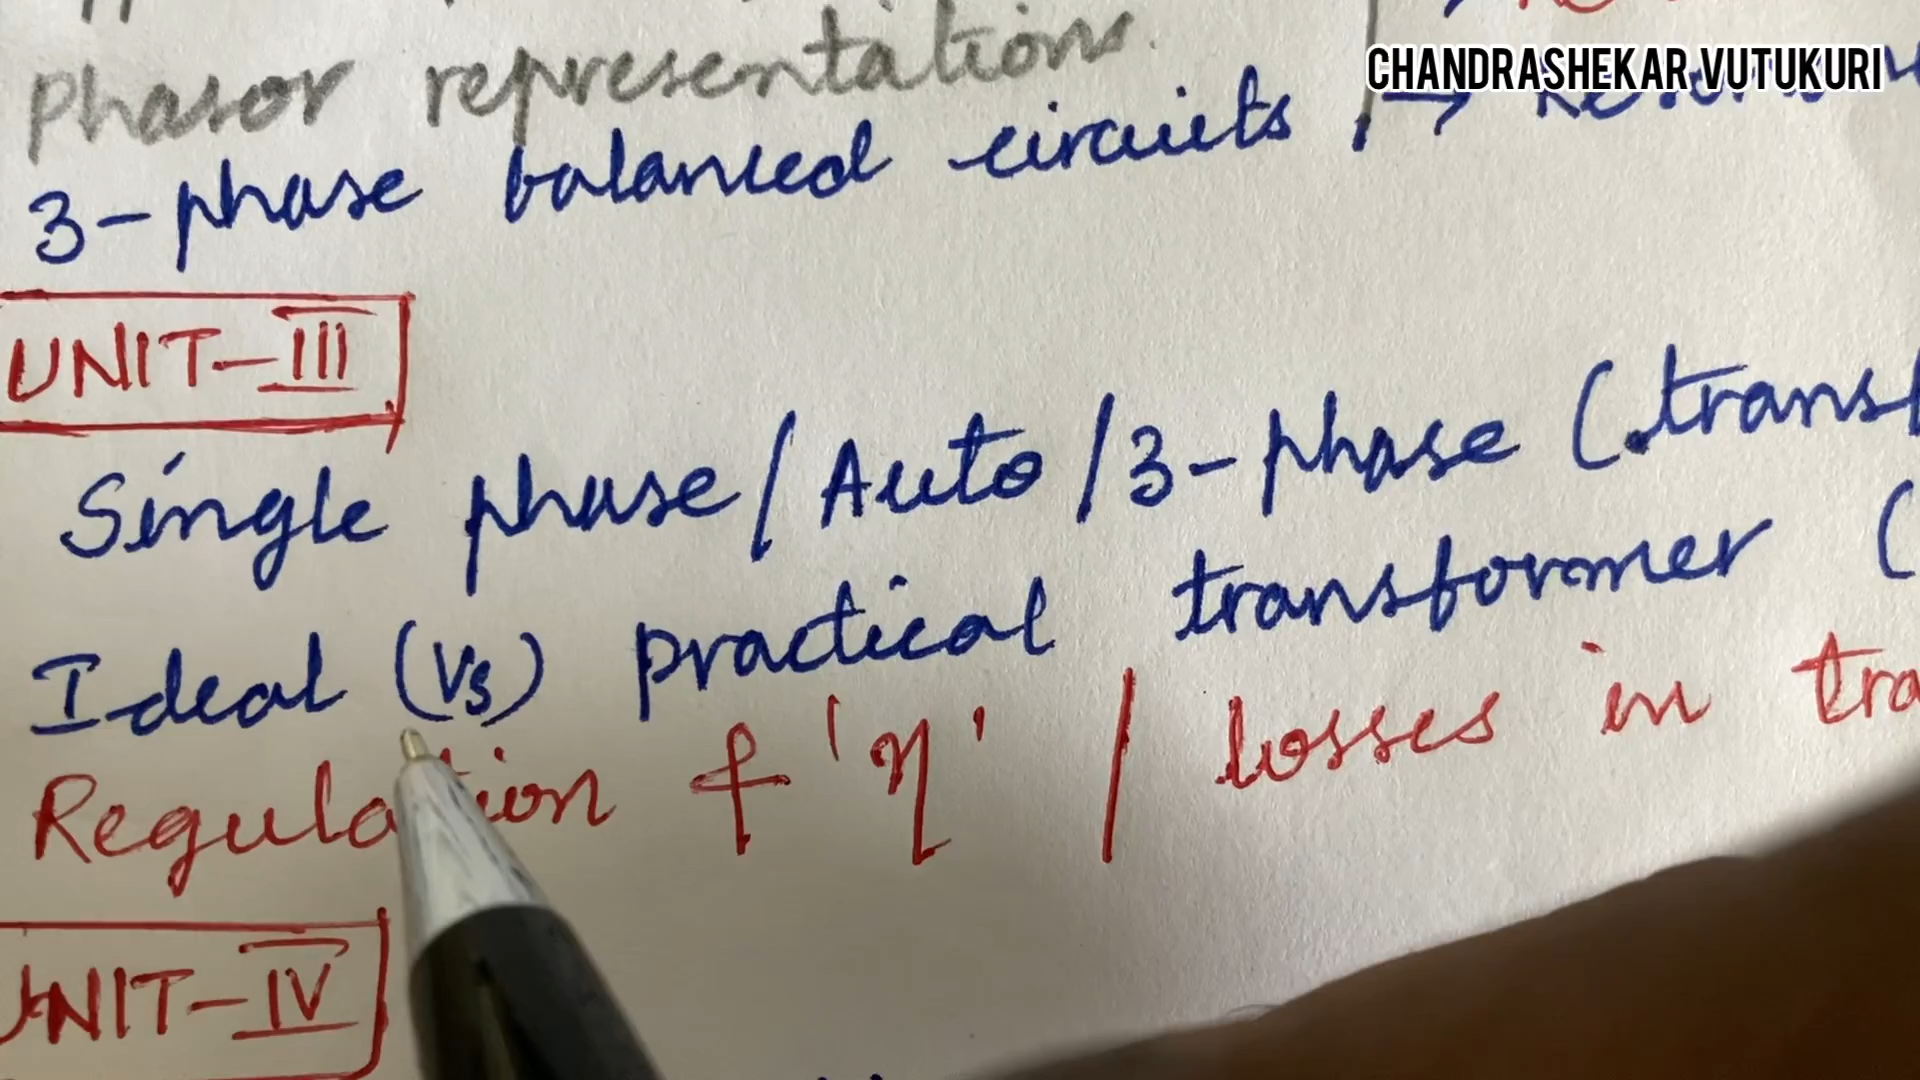 Phasor representations.
CHANDRASHEKAR VUTUKURI
3-phase balanced circuits →
UNIT-III
Single phase/Auto/3-phase (transf
Ideal (Vs) practical transformer (
Regulation & 'η' / losses in tra
UNIT-IV